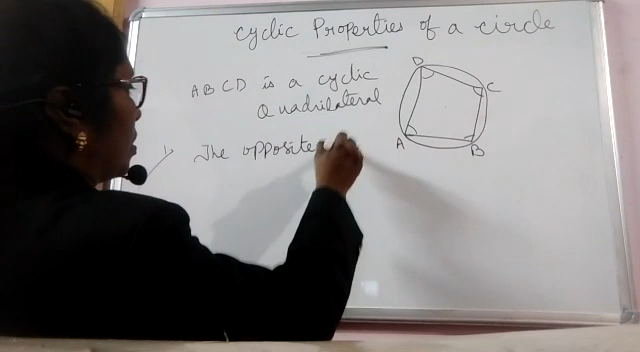 Cyclic Properties of a circle
ABCD is a cyclic
Quadrilateral
The opposite
D
C
A
B